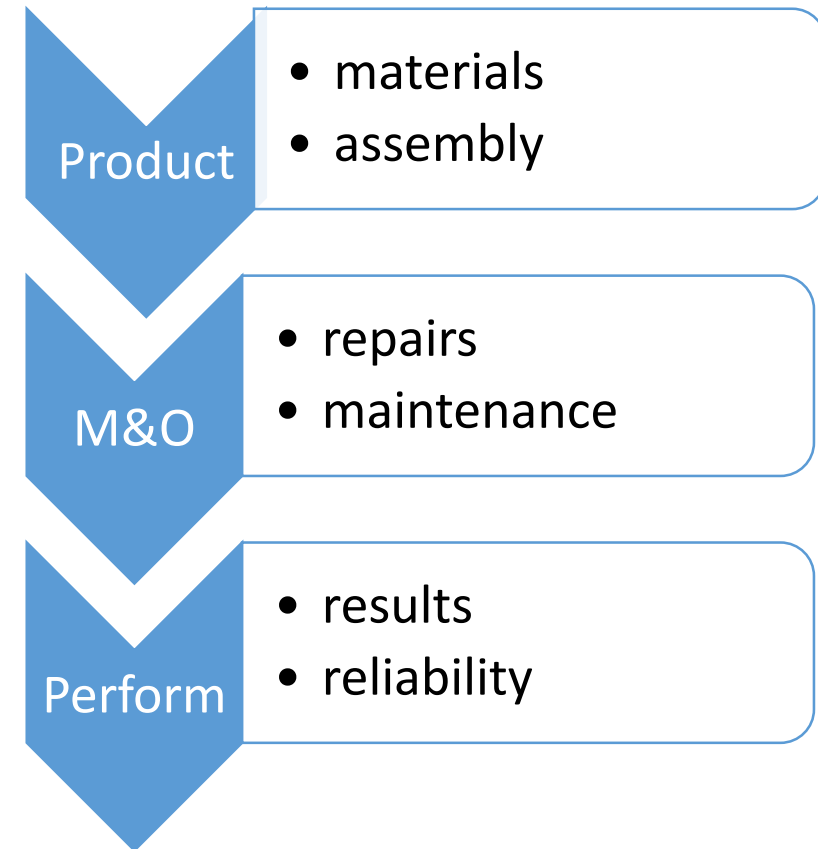 Product
• materials
• assembly
M&O
• repairs
• maintenance
Perform
• results
• reliability